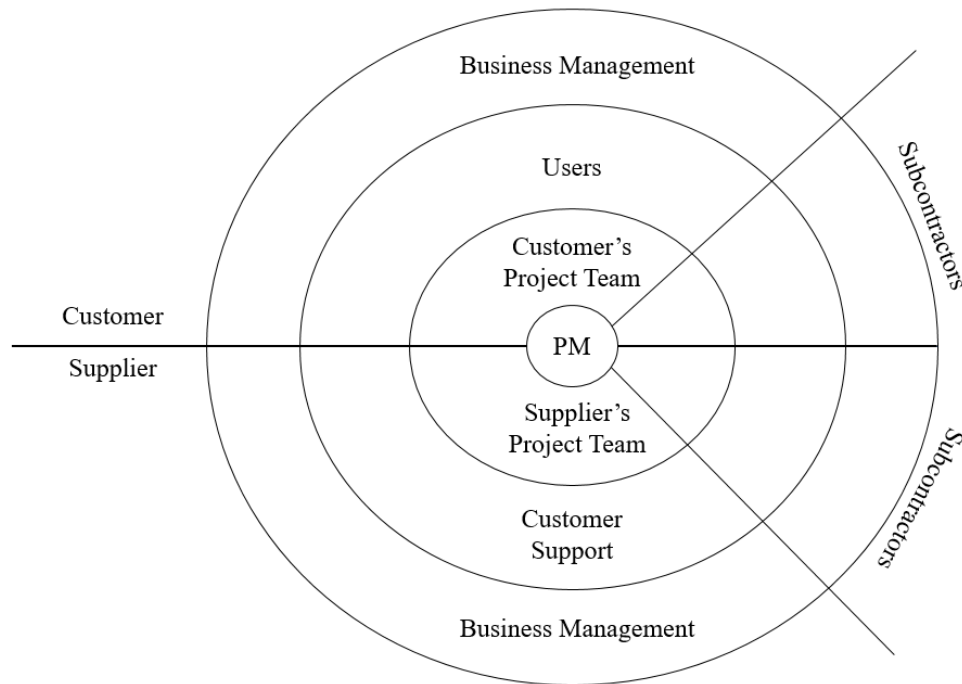 Business Management
Subcontractors
Users
Customer’s
Project Team
Customer
PM
Supplier
Supplier’s
Project Team
Subcontractors
Customer
Support
Business Management